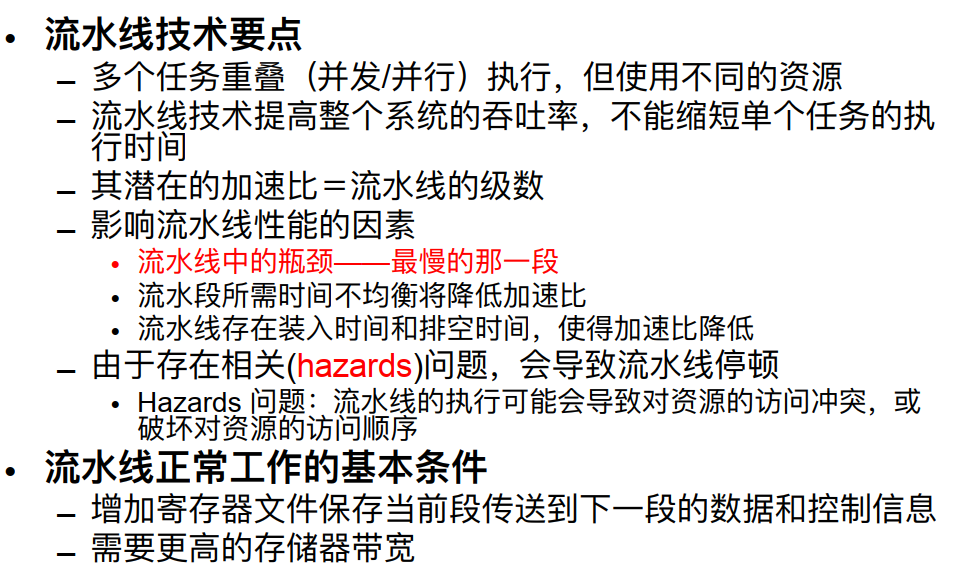 • 流水线技术要点
– 多个任务重叠（并发/并行）执行，但使用不同的资源
– 流水线技术提高整个系统的吞吐率，不能缩短单个任务的执
行时间
– 其潜在的加速比＝流水线的级数
– 影响流水线性能的因素
• 流水线中的瓶颈——最慢的那一段
• 流水段所需时间不均衡将降低加速比
• 流水线存在装入时间和排空时间，使得加速比降低
– 由于存在相关(hazards)问题，会导致流水线停顿
• Hazards 问题：流水线的执行可能会导致对资源的访问冲突，或
破坏对资源的访问顺序
• 流水线正常工作的基本条件
– 增加寄存器文件保存当前段传送到下一段的数据和控制信息
– 需要更高的存储器带宽